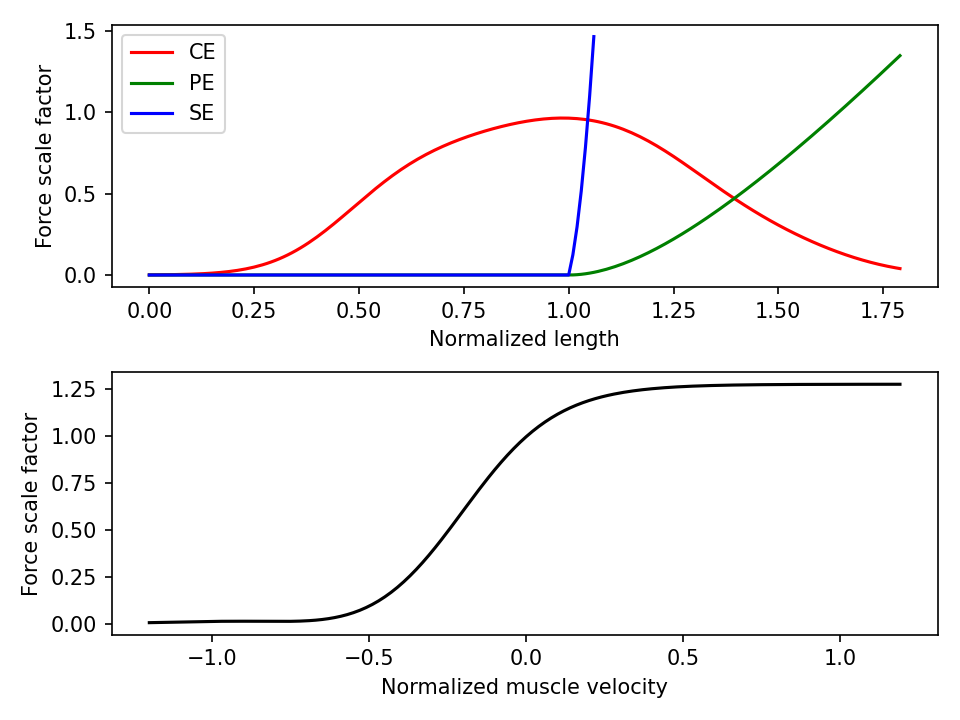 CE
PE
SE
Force scale factor
1.5
1.0
0.5
0.0
0.00 0.25 0.50 0.75 1.00 1.25 1.50 1.75
Normalized length
Force scale factor
1.25
1.00
0.75
0.50
0.25
0.00
−1.0 −0.5 0.0 0.5 1.0
Normalized muscle velocity